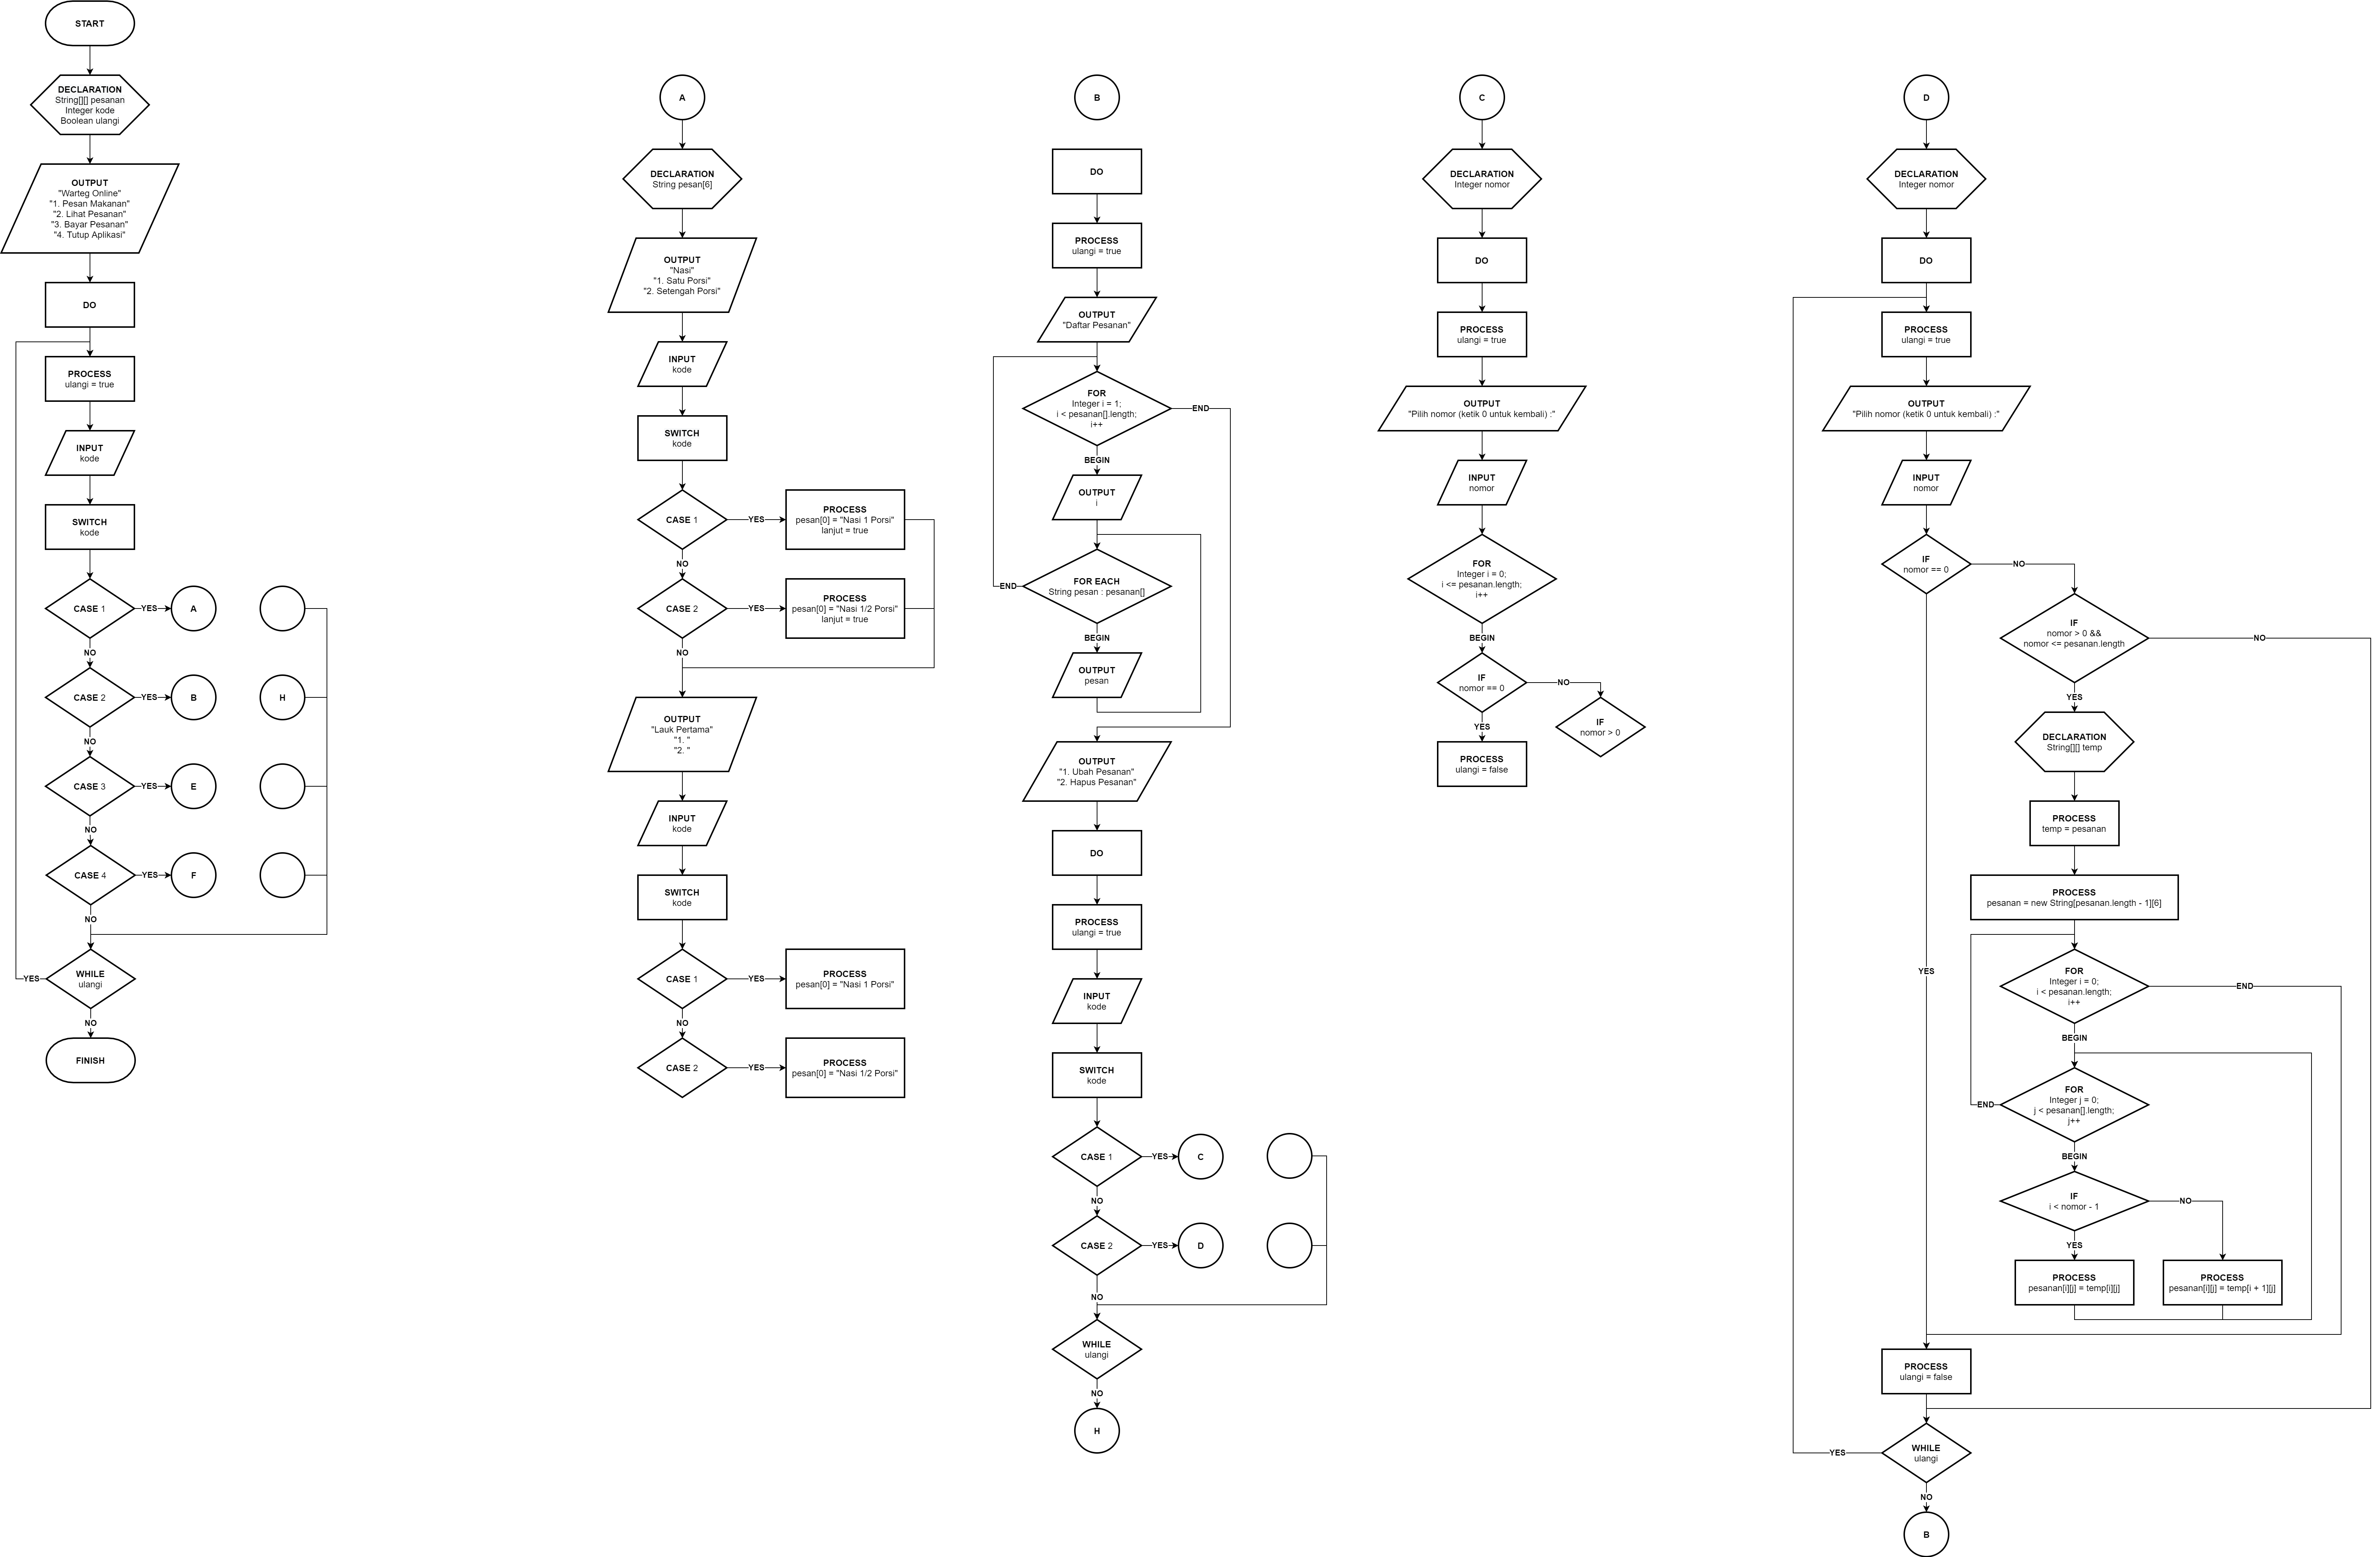 START
DECLARATION
String[][] pesanan
Integer kode
Boolean ulangi
OUTPUT
"Warteg Online"
"1. Pesan Makanan"
"2. Lihat Pesanan"
"3. Bayar Pesanan"
"4. Tutup Aplikasi"
DO
PROCESS
ulangi = true
INPUT
kode
SWITCH
kode
CASE 1
YES
A
NO
CASE 2
YES
B
H
NO
CASE 3
YES
E
NO
CASE 4
YES
F
NO
WHILE
ulangi
YES
NO
FINISH
A
DECLARATION
String pesan[6]
OUTPUT
"Nasi"
"1. Satu Porsi"
"2. Setengah Porsi"
INPUT
kode
SWITCH
kode
CASE 1
YES
PROCESS
pesan[0] = "Nasi 1 Porsi"
lanjut = true
NO
CASE 2
YES
PROCESS
pesan[0] = "Nasi 1/2 Porsi"
lanjut = true
NO
OUTPUT
"Lauk Pertama"
"1. "
"2. "
INPUT
kode
SWITCH
kode
CASE 1
YES
PROCESS
pesan[0] = "Nasi 1 Porsi"
NO
CASE 2
YES
PROCESS
pesan[0] = "Nasi 1/2 Porsi"
B
DO
PROCESS
ulangi = true
OUTPUT
"Daftar Pesanan"
FOR
Integer i = 1;
i < pesanan[].length;
i++
END
BEGIN
OUTPUT
i
FOR EACH
String pesan : pesanan[]
END
BEGIN
OUTPUT
pesan
OUTPUT
"1. Ubah Pesanan"
"2. Hapus Pesanan"
DO
PROCESS
ulangi = true
INPUT
kode
SWITCH
kode
CASE 1
YES
C
NO
CASE 2
YES
D
NO
WHILE
ulangi
NO
H
C
DECLARATION
Integer nomor
DO
PROCESS
ulangi = true
OUTPUT
"Pilih nomor (ketik 0 untuk kembali) :"
INPUT
nomor
FOR
Integer i = 0;
i <= pesanan.length;
i++
BEGIN
IF
nomor == 0
NO
IF
nomor > 0
YES
PROCESS
ulangi = false
D
DECLARATION
Integer nomor
DO
PROCESS
ulangi = true
OUTPUT
"Pilih nomor (ketik 0 untuk kembali) :"
INPUT
nomor
IF
nomor == 0
NO
IF
nomor > 0 &&
nomor <= pesanan.length
NO
YES
DECLARATION
String[][] temp
PROCESS
temp = pesanan
PROCESS
pesanan = new String[pesanan.length - 1][6]
YES
FOR
Integer i = 0;
i < pesanan.length;
i++
END
BEGIN
FOR
Integer j = 0;
j < pesanan[].length;
j++
END
BEGIN
IF
i < nomor - 1
NO
YES
PROCESS
pesanan[i][j] = temp[i][j]
PROCESS
pesanan[i][j] = temp[i + 1][j]
PROCESS
ulangi = false
WHILE
ulangi
YES
NO
B